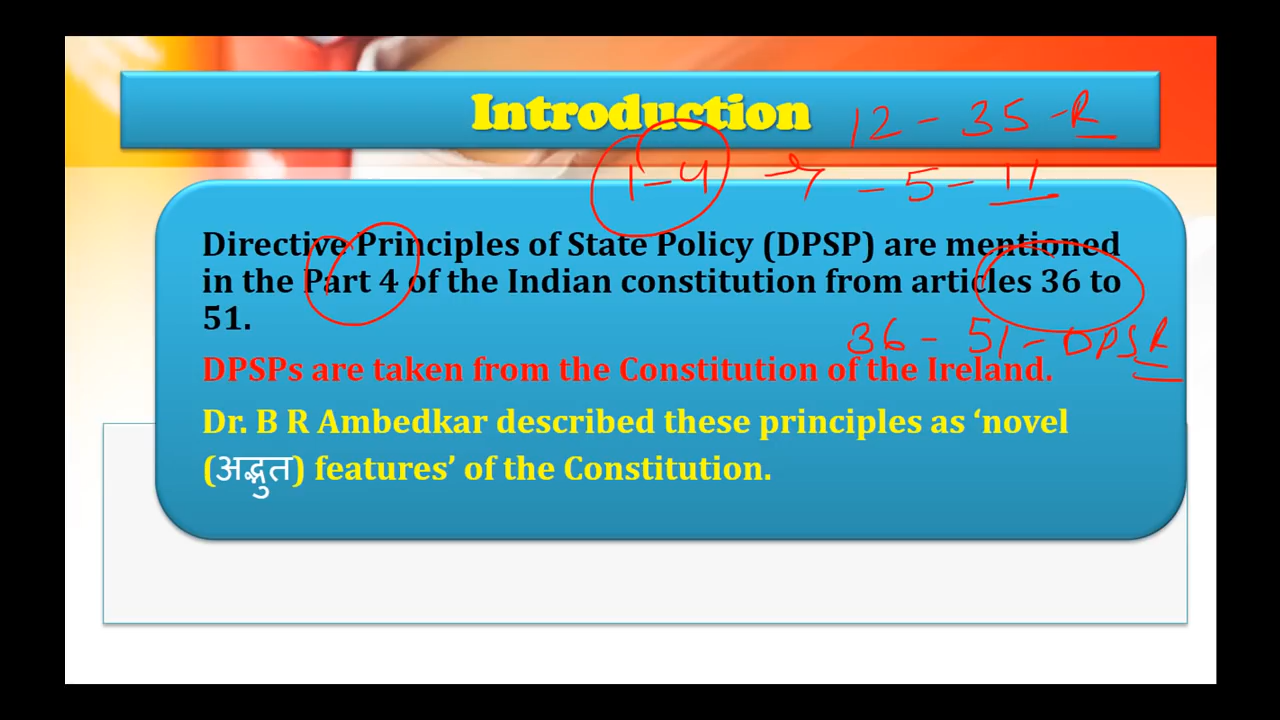 Introduction
12 - 35 - R
1 - 4 → - 5 - 11
Directive Principles of State Policy (DPSP) are mentioned
in the Part 4 of the Indian constitution from articles 36 to
51.
36 - 51 - DPS
DPSPs are taken from the Constitution of the Ireland.
Dr. B R Ambedkar described these principles as ‘novel
(अद्भुत) features’ of the Constitution.